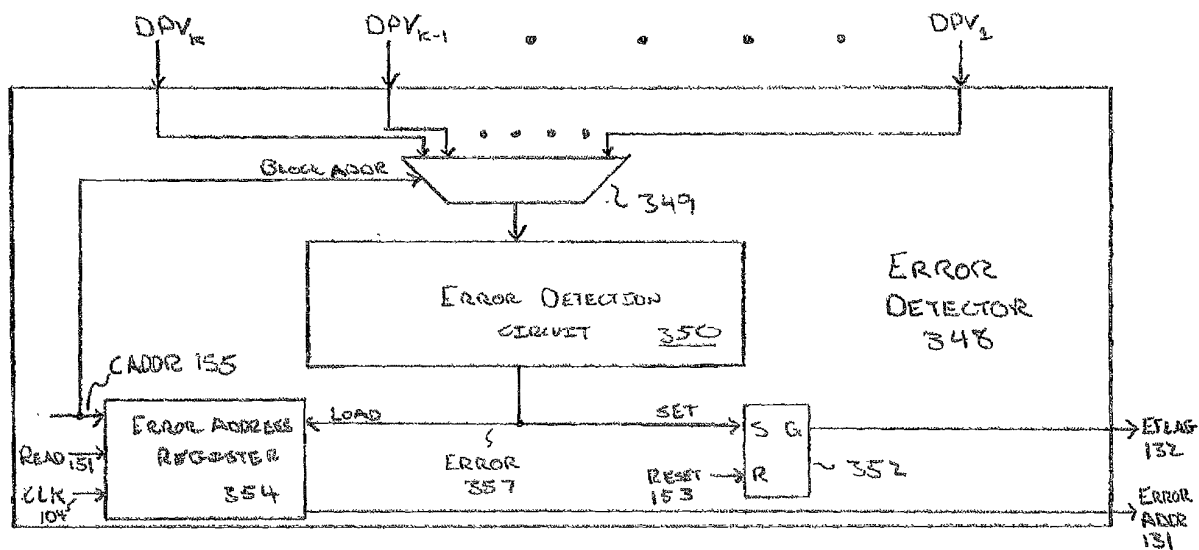 DPVK
DPVK-1
DPV1
BLOCK ADDR
349
ERROR DETECTION
CIRCUIT 350
ERROR
DETECTOR
348
CADDR 155
ERROR ADDRESS
REGISTER
354
READ 151
CLK
104
LOAD
ERROR
357
SET
S Q
R
RESET
153
352
EFLAG
132
ERROR
ADDR
131